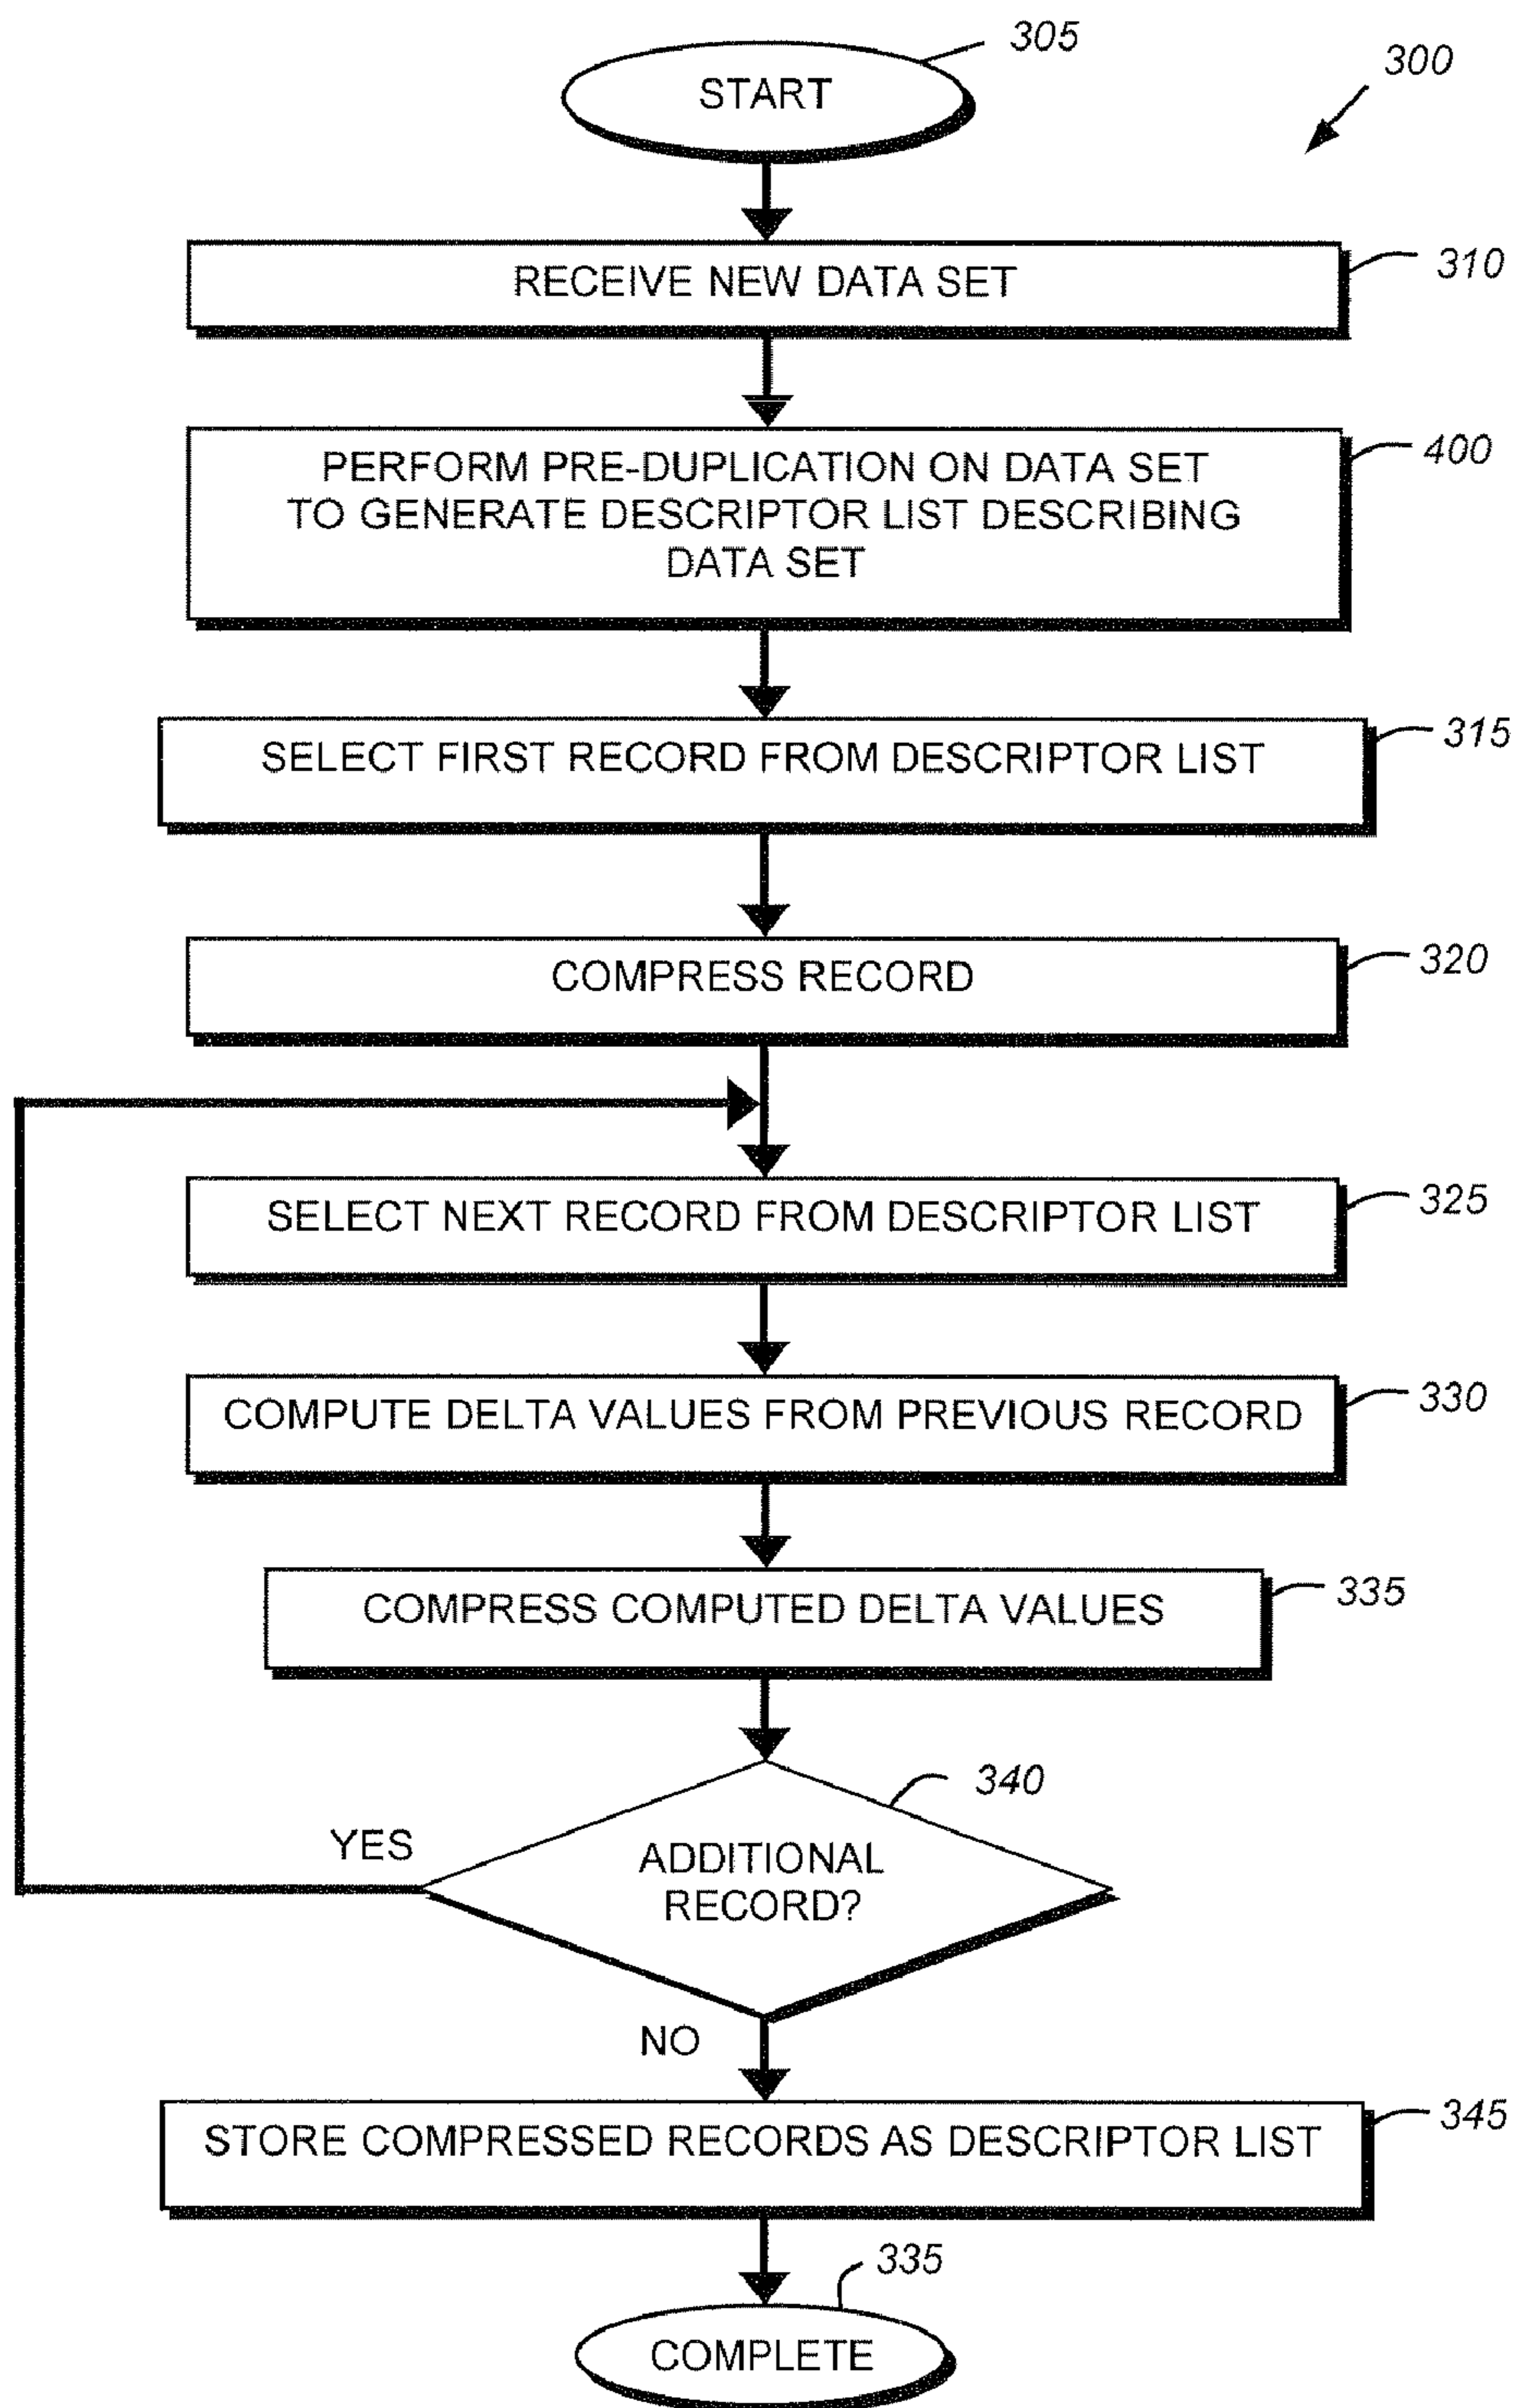 305
START
300
RECEIVE NEW DATA SET
310
PERFORM PRE-DUPLICATION ON DATA SET
TO GENERATE DESCRIPTOR LIST DESCRIBING
DATA SET
400
SELECT FIRST RECORD FROM DESCRIPTOR LIST
315
COMPRESS RECORD
320
SELECT NEXT RECORD FROM DESCRIPTOR LIST
325
COMPUTE DELTA VALUES FROM PREVIOUS RECORD
330
COMPRESS COMPUTED DELTA VALUES
335
340
YES
ADDITIONAL
RECORD?
NO
STORE COMPRESSED RECORDS AS DESCRIPTOR LIST
345
335
COMPLETE